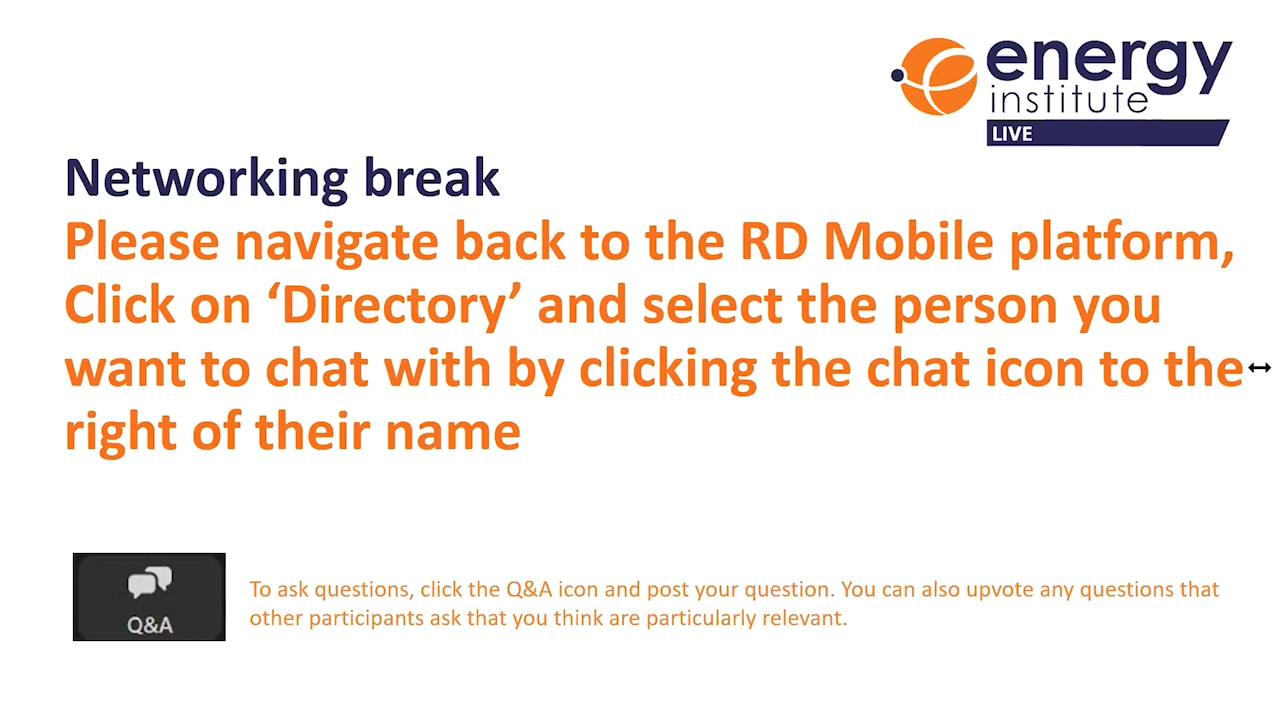 energy
institute
LIVE
Networking break
Please navigate back to the RD Mobile platform,
Click on ‘Directory’ and select the person you
want to chat with by clicking the chat icon to the
right of their name
Q&A
To ask questions, click the Q&A icon and post your question. You can also upvote any questions that
other participants ask that you think are particularly relevant.